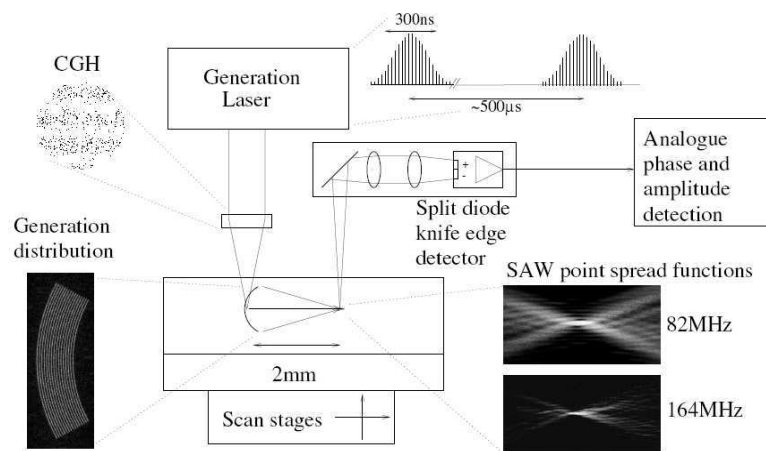 300ns
CGH
Generation
Laser
~500μs
Analogue
phase and
amplitude
detection
+
-
Split diode
knife edge
detector
Generation
distribution
SAW point spread functions
82MHz
2mm
164MHz
Scan stages